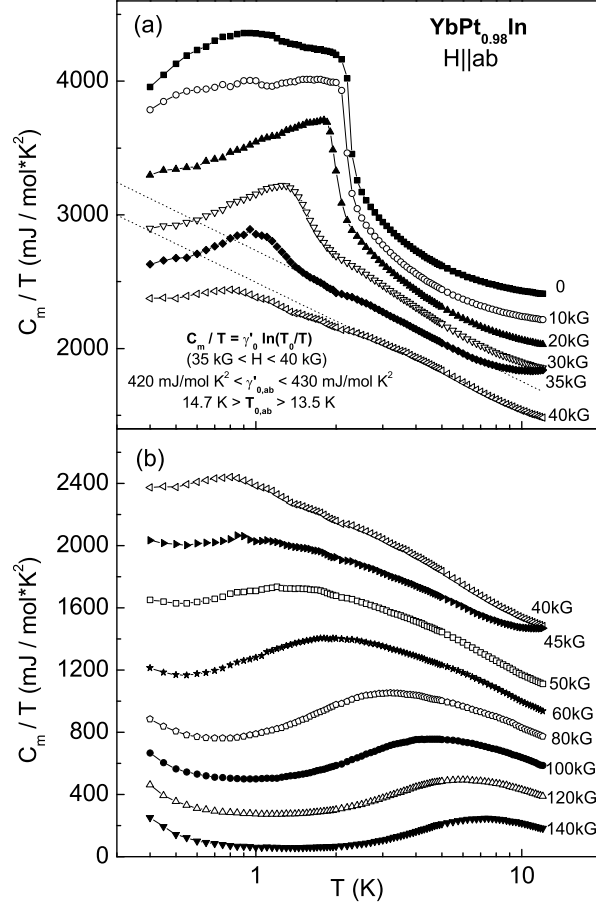 (a)
YbPt0.98In
H||ab
4000
3000
2000
Cm / T (mJ / mol*K2)
0
10kG
20kG
30kG
35kG
40kG
Cm / T = γ'0 ln(T0/T)
(35 kG < H < 40 kG)
420 mJ/mol K2 < γ'0,ab < 430 mJ/mol K2
14.7 K > T0,ab > 13.5 K
(b)
2400
2000
1600
1200
800
400
0
Cm / T (mJ / mol*K2)
40kG
45kG
50kG
60kG
80kG
100kG
120kG
140kG
1
10
T (K)